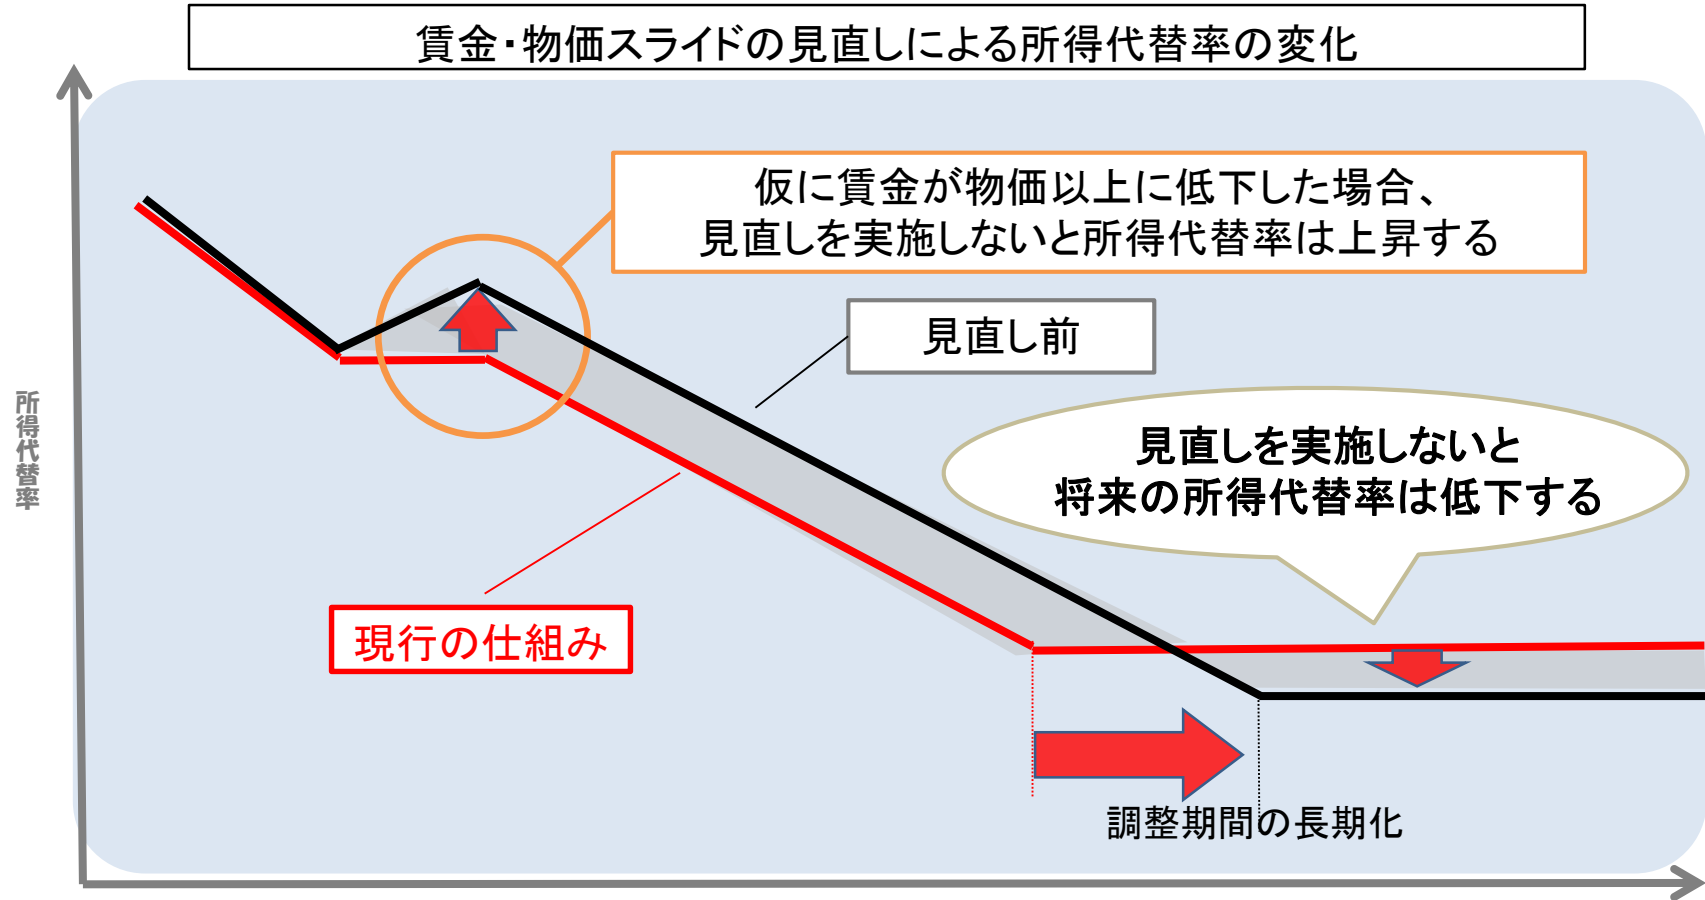 賃金・物価スライドの見直しによる所得代替率の変化
仮に賃金が物価以上に低下した場合、
見直しを実施しないと所得代替率は上昇する
見直し前
所得代替率
見直しを実施しないと
将来の所得代替率は低下する
現行の仕組み
調整期間の長期化